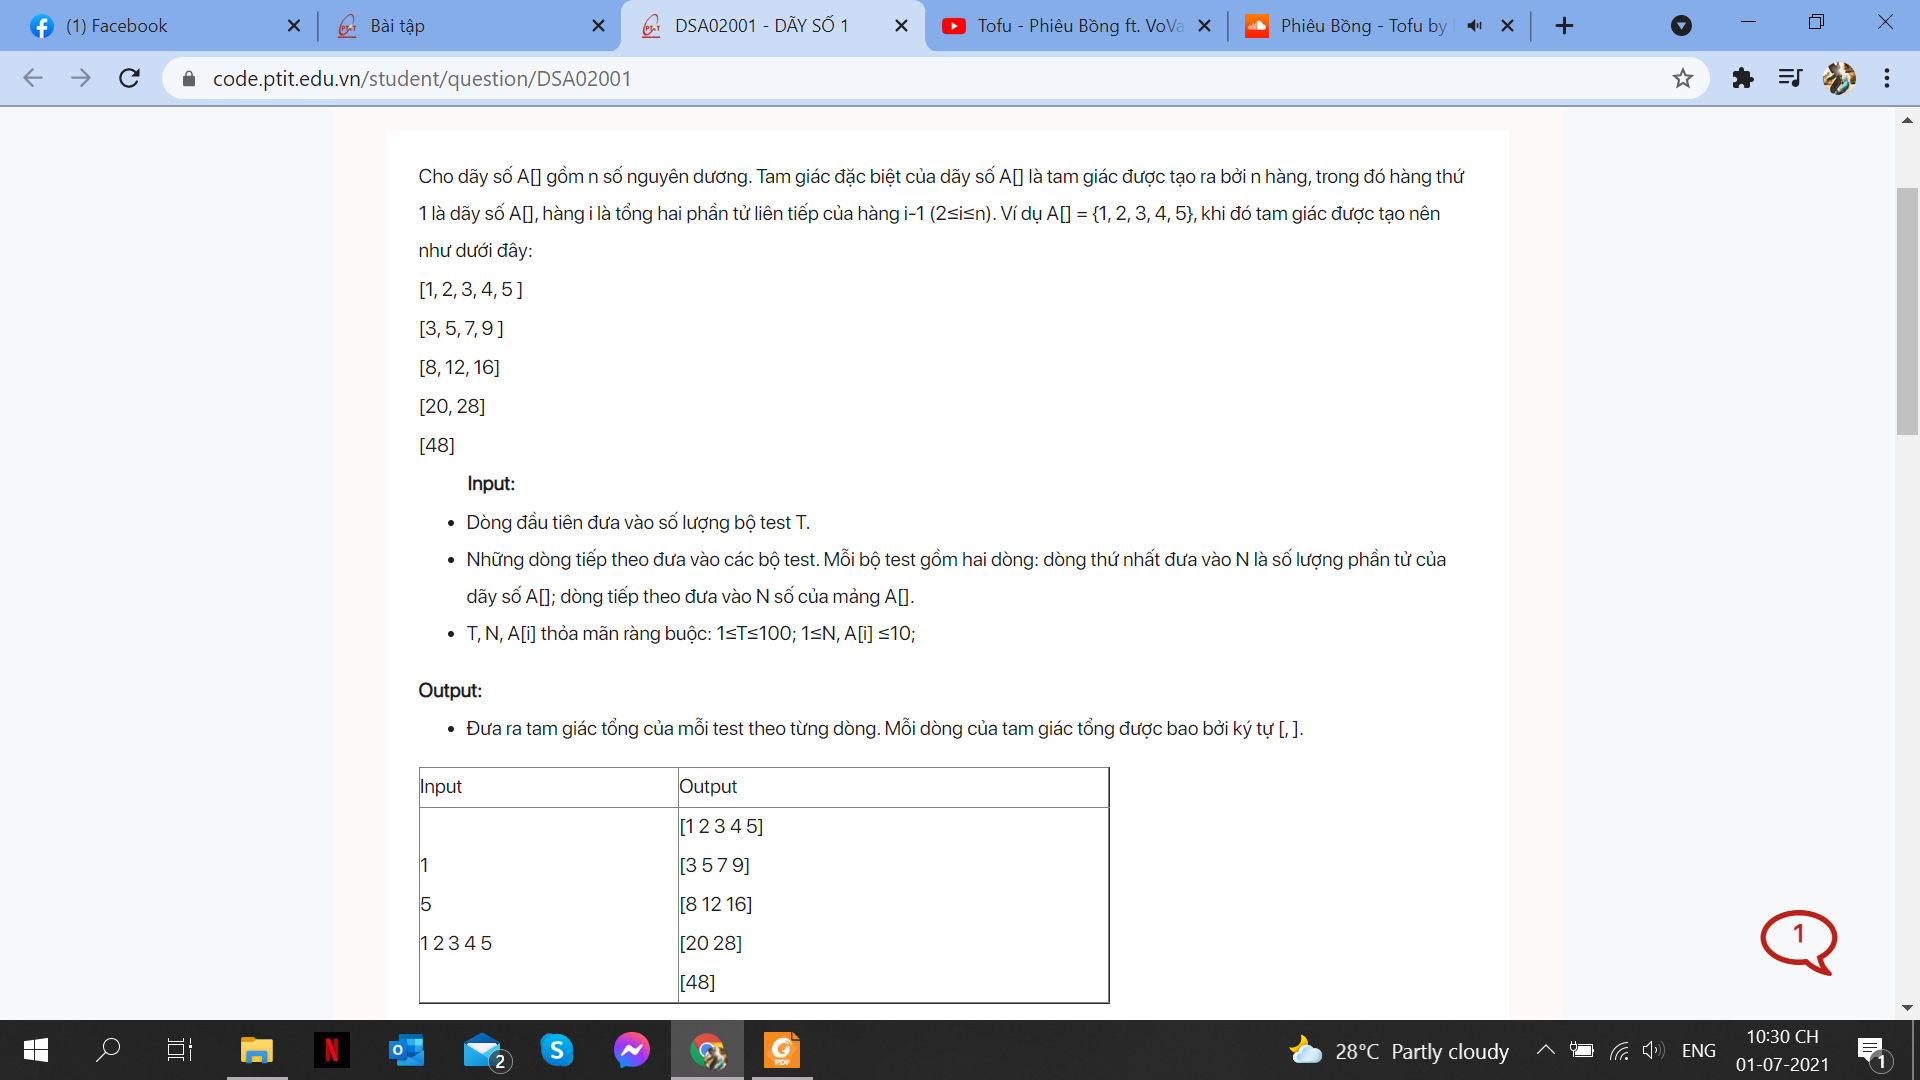 (1) Facebook
Bài tập
DSA02001 - DÃY SỐ 1
Tofu - Phiêu Bồng ft. VoVa
Phiêu Bồng - Tofu by
code.ptit.edu.vn/student/question/DSA02001
Cho dãy số A[] gồm n số nguyên dương. Tam giác đặc biệt của dãy số A[] là tam giác được tạo ra bởi n hàng, trong đó hàng thứ
1 là dãy số A[], hàng i là tổng hai phần tử liên tiếp của hàng i-1 (2≤i≤n). Ví dụ A[] = {1, 2, 3, 4, 5}, khi đó tam giác được tạo nên
như dưới đây:
[1, 2, 3, 4, 5 ]
[3, 5, 7, 9 ]
[8, 12, 16]
[20, 28]
[48]
Input:
• Dòng đầu tiên đưa vào số lượng bộ test T.
• Những dòng tiếp theo đưa vào các bộ test. Mỗi bộ test gồm hai dòng: dòng thứ nhất đưa vào N là số lượng phần tử của
dãy số A[]; dòng tiếp theo đưa vào N số của mảng A[].
• T, N, A[i] thỏa mãn ràng buộc: 1≤T≤100; 1≤N, A[i] ≤10;
Output:
• Đưa ra tam giác tổng của mỗi test theo từng dòng. Mỗi dòng của tam giác tổng được bao bởi ký tự [, ].
Input
Output
1
5
1 2 3 4 5
[1 2 3 4 5]
[3 5 7 9]
[8 12 16]
[20 28]
[48]
1
2
28°C Partly cloudy
ENG
10:30 CH
01-07-2021
1